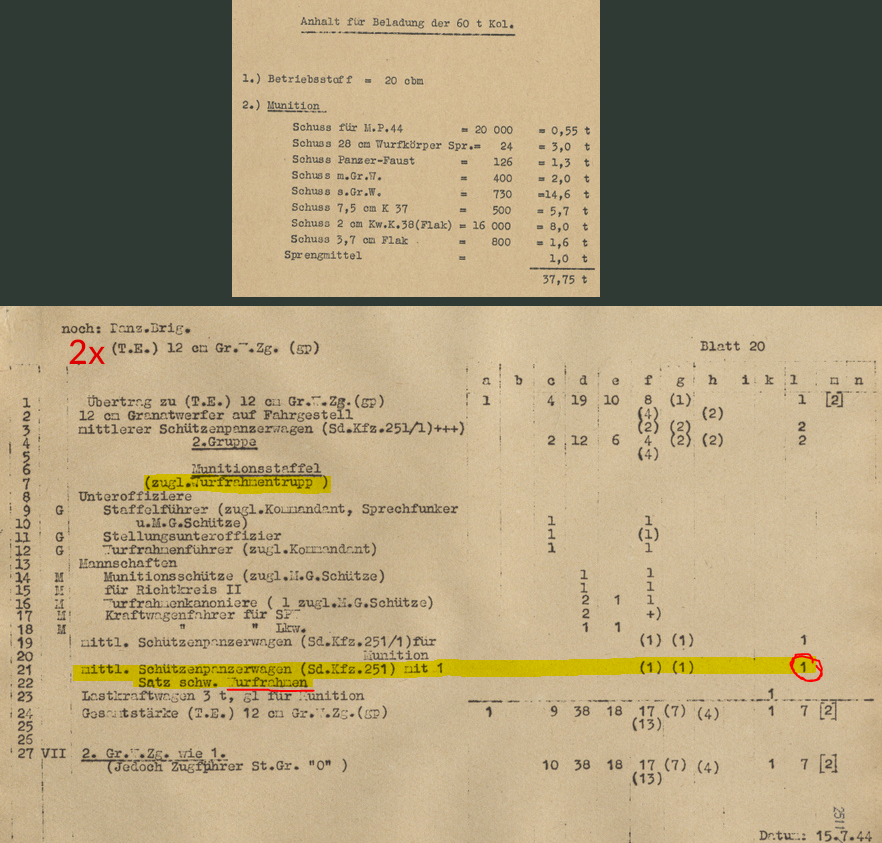 Anhalt für Beladung der 60 t Kol.
1.) Betriebsstoff = 20 cbm
2.) Munition
Schuss für M.P.44 = 20 000 = 0,55 t
Schuss 28 cm Wurfkörper Spr.= 24 = 3,0 t
Schuss Panzer-Faust = 126 = 1,3 t
Schuss m.Gr.W. = 400 = 2,0 t
Schuss s.Gr.W. = 730 =14,6 t
Schuss 7,5 cm K 37 = 500 = 5,7 t
Schuss 2 cm Kw.K.38(Flak) = 16 000 = 8,0 t
Schuss 3,7 cm Flak = 800 = 1,6 t
Sprengmittel = 1,0 t
37,75 t
noch: Panz.Brig.
2x (T.E.) 12 cm Gr.W.Zg. (gp) Blatt 20
a b c d e f g h i k l m n
1 Übertrag zu (T.E.) 12 cm Gr.W.Zg.(gp) 1 4 19 10 8 (1) 1 [2]
2 12 cm Granatwerfer auf Fahrgestell (4) (2)
3 mittlerer Schützenpanzerwagen (Sd.Kfz.251/1)+++) (2) (2) 2
4 2.Gruppe 2 12 6 4 (2) (2) 2
5 (4)
6 Munitionsstaffel
7 (zugl.Wurfrahmentrupp )
8 Unteroffiziere
9 G Staffelführer (zugl.Kommandant, Sprechfunker
10 u.M.G.Schütze) 1 1
11 G Stellungsunteroffizier 1 (1)
12 G Wurfrahmenführer (zugl.Kommandant) 1 1
13 Mannschaften
14 M Munitionsschütze (zugl.M.G.Schütze) 1 1
15 M für Richtkreis II 1 1
16 M Wurfrahmenkanoniere ( 1 zugl.M.G.Schütze) 2 1 1
17 M Kraftwagenfahrer für SPW 2 +)
18 M " " Lkw. 1 1
19 mittl. Schützenpanzerwagen (Sd.Kfz.251/1)für (1) (1) 1
20 Munition
21 mittl. Schützenpanzerwagen (Sd.Kfz.251) mit 1 (1) (1) 1
22 Satz schw. Wurfrahmen
23 Lastkraftwagen 3 t, gl für Munition 1
24 Gesamtstärke (T.E.) 12 cm Gr.W.Zg.(gp) 1 9 38 18 17 (7) (4) 1 7 [2]
25 (13)
26
27 VII 2. Gr.W.Zg. wie 1.
(Jedoch Zugführer St.Gr. "O" ) 10 38 18 17 (7) (4) 1 7 [2]
(13)
Datum: 15.7.44